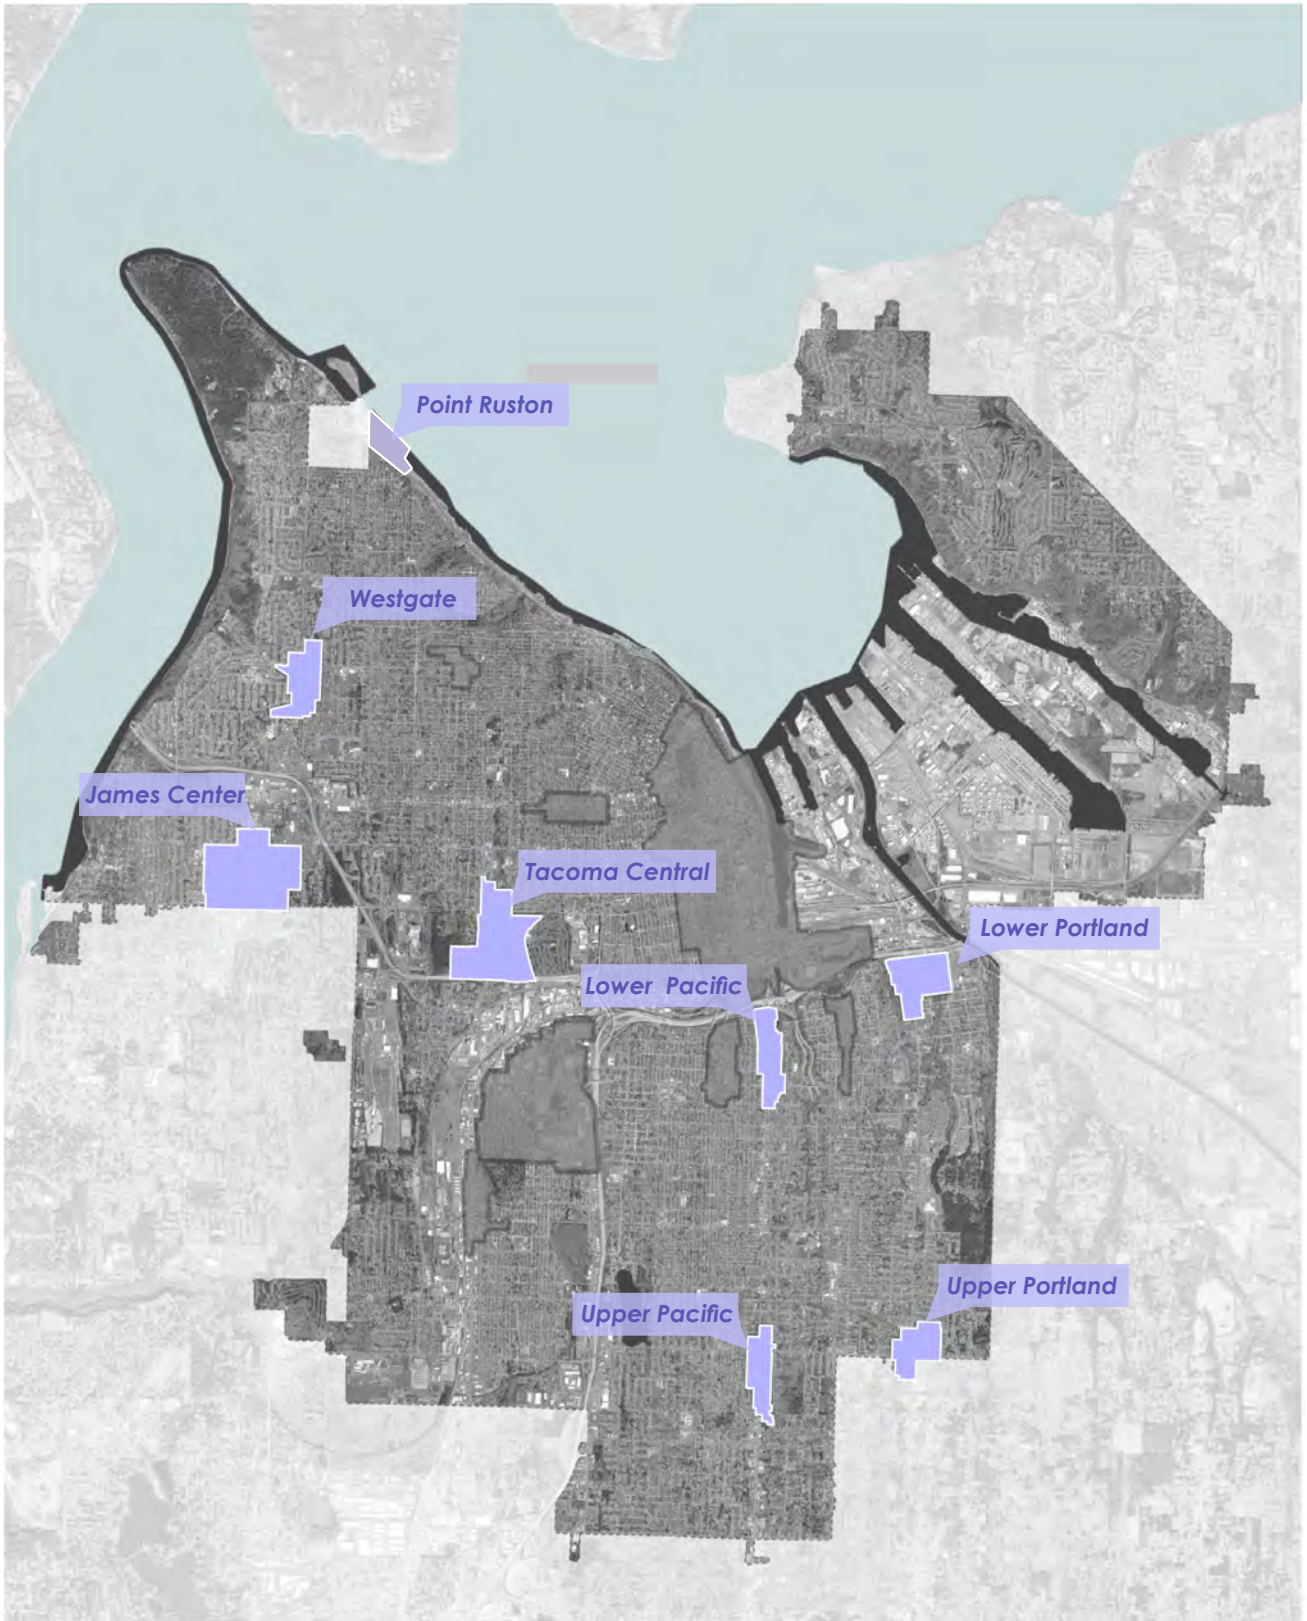 Point Ruston
Westgate
James Center
Tacoma Central
Lower Portland
Lower Pacific
Upper Portland
Upper Pacific